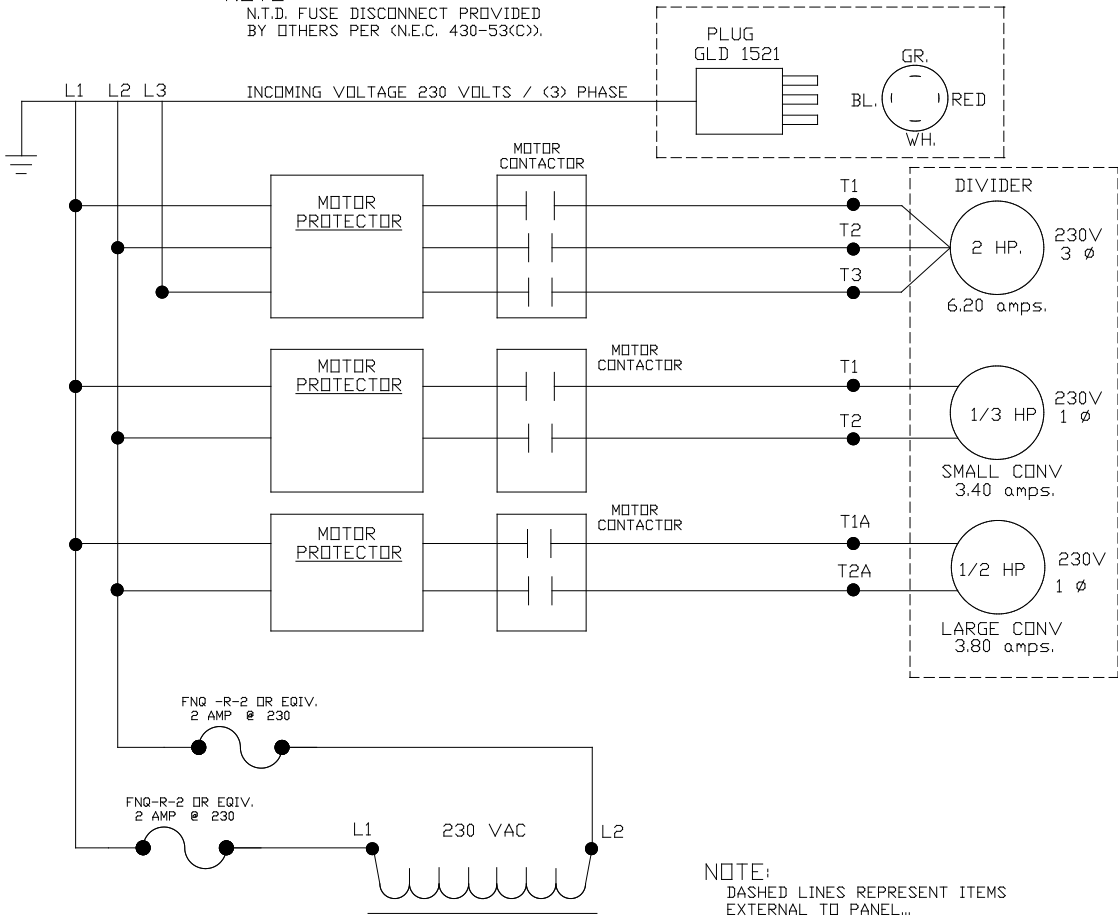 N.T.D. FUSE DISCONNECT PROVIDED
BY OTHERS PER (N.E.C. 430-53(C)).
PLUG
GLD 1521
GR.
BL.
RED
WH.
L1 L2 L3
INCOMING VOLTAGE 230 VOLTS / (3) PHASE
MOTOR
CONTACTOR
MOTOR
PROTECTOR
T1
T2
T3
DIVIDER
2 HP.
230V
3 Ø
6.20 amps.
MOTOR
PROTECTOR
MOTOR
CONTACTOR
T1
T2
1/3 HP
230V
1 Ø
SMALL CONV
3.40 amps.
MOTOR
PROTECTOR
MOTOR
CONTACTOR
T1A
T2A
1/2 HP
230V
1 Ø
LARGE CONV
3.80 amps.
FNQ -R-2 OR EQIV.
2 AMP @ 230
FNQ-R-2 OR EQIV.
2 AMP @ 230
L1
230 VAC
L2
NOTE:
DASHED LINES REPRESENT ITEMS
EXTERNAL TO PANEL...